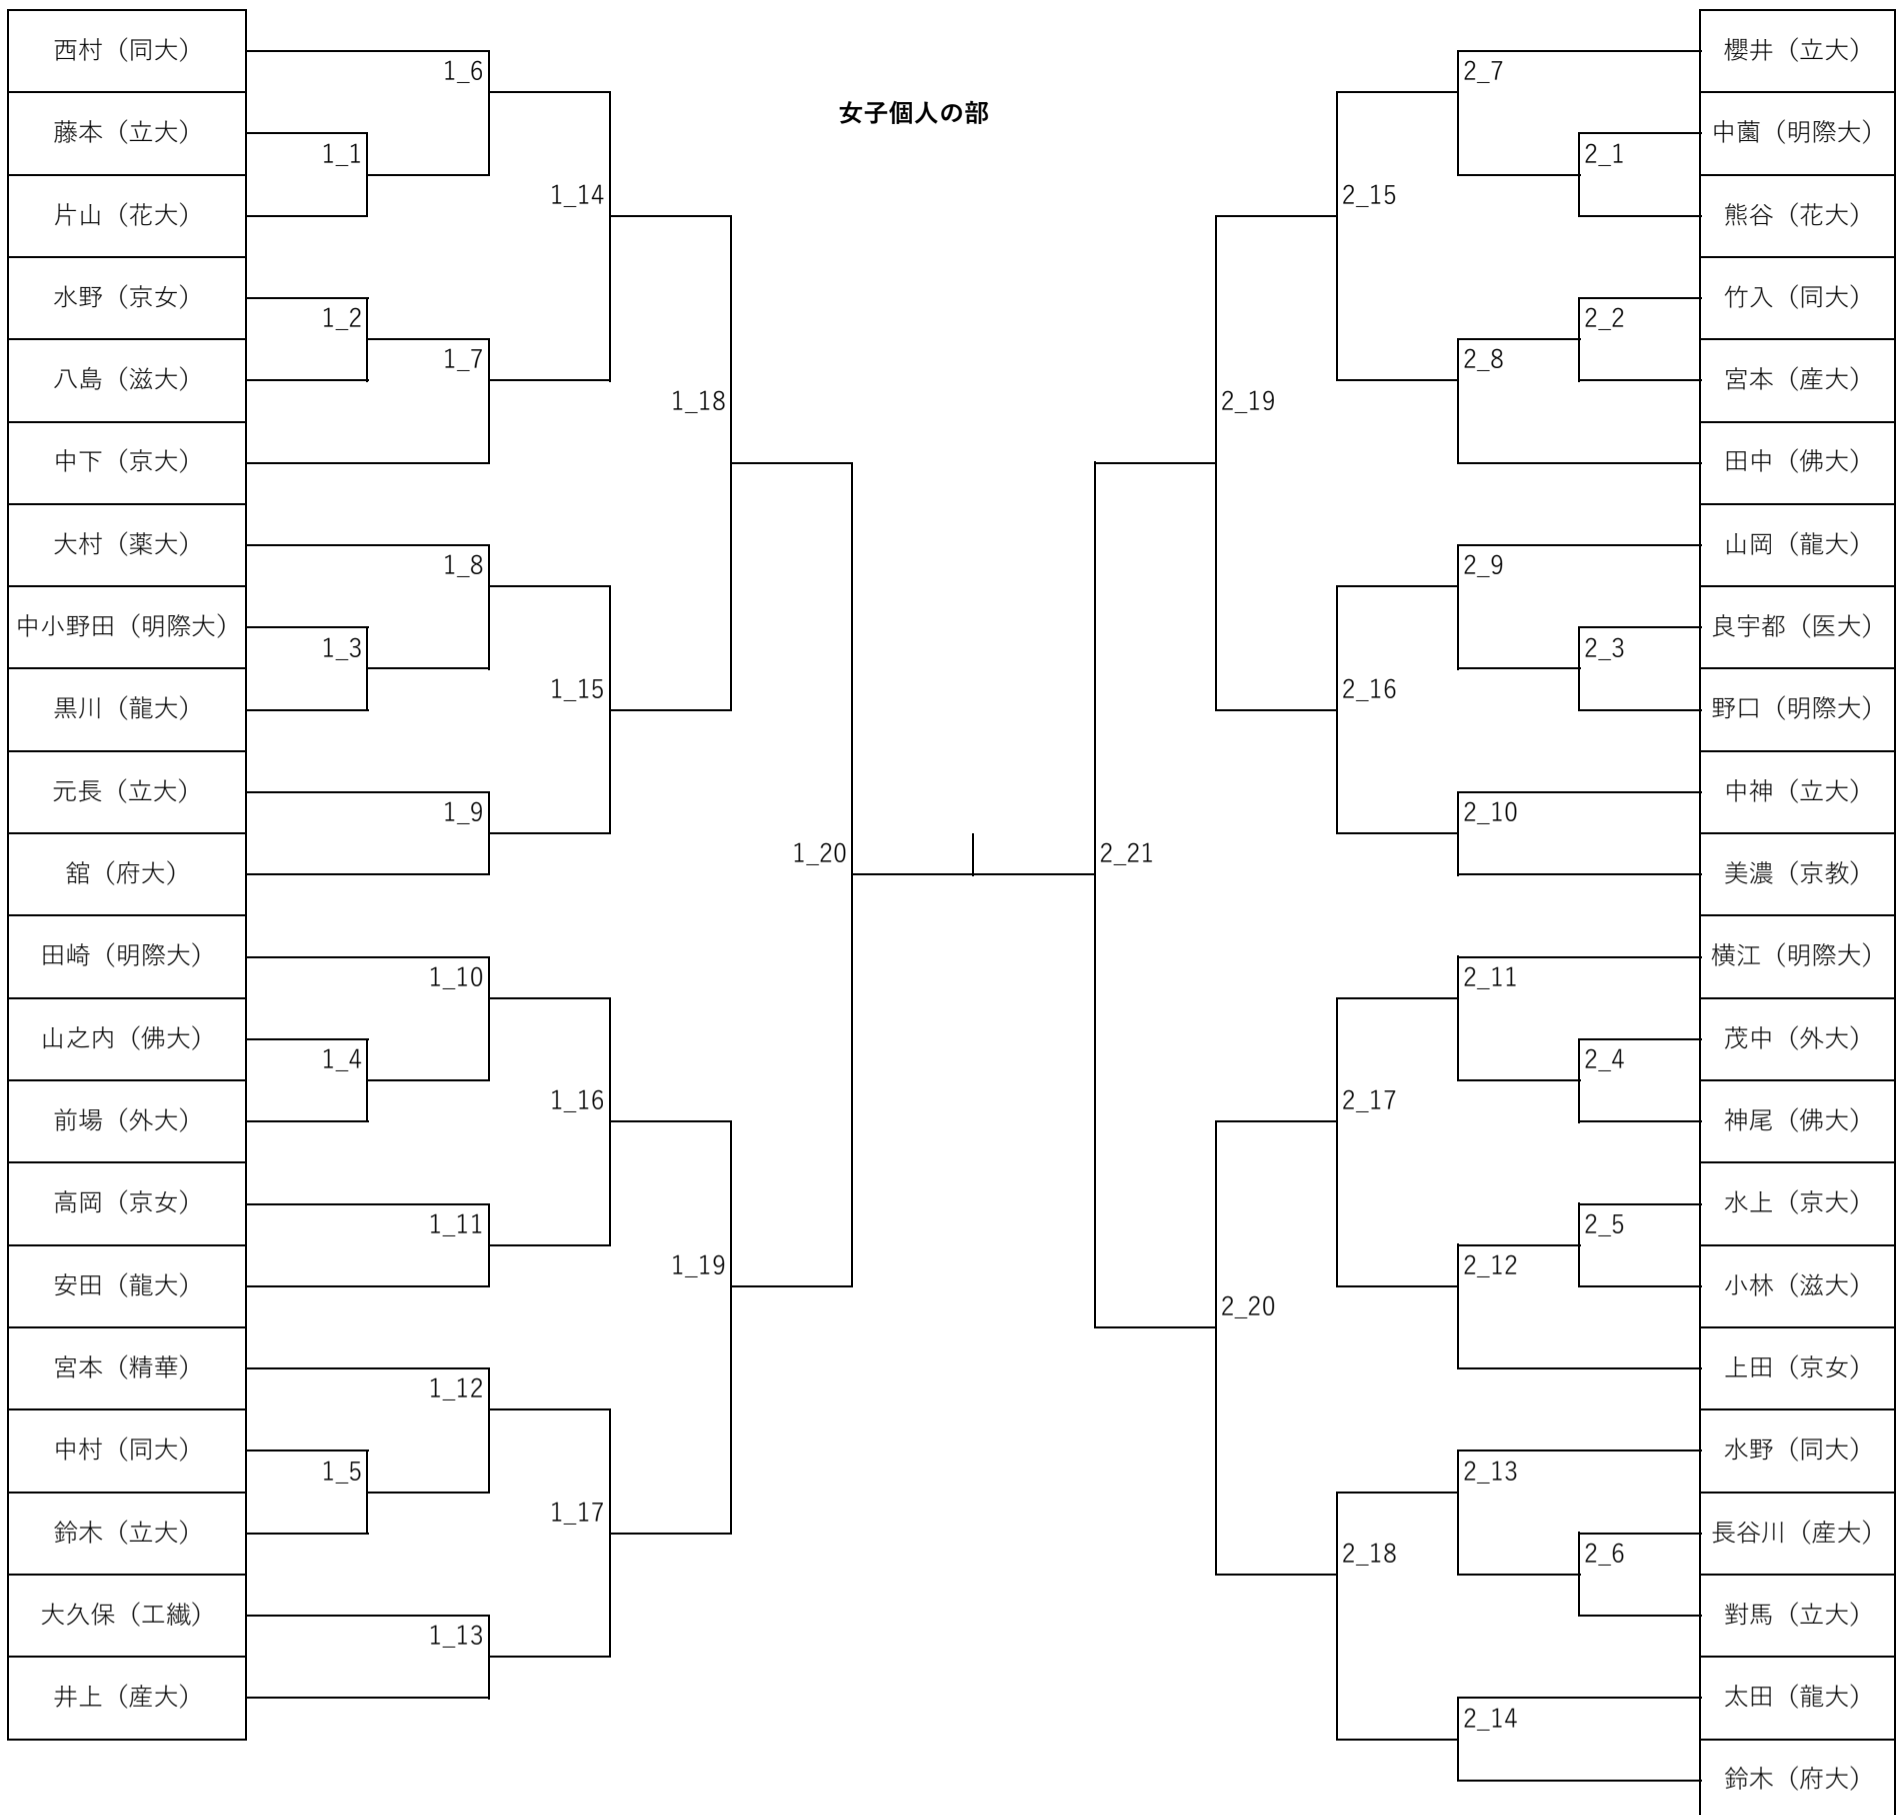 女子個人の部
西村（同大）
藤本（立大）
片山（花大）
水野（京女）
八島（滋大）
中下（京大）
大村（薬大）
中小野田（明際大）
黒川（龍大）
元長（立大）
舘（府大）
田崎（明際大）
山之内（佛大）
前場（外大）
高岡（京女）
安田（龍大）
宮本（精華）
中村（同大）
鈴木（立大）
大久保（工繊）
井上（産大）
1_1
1_2
1_3
1_4
1_5
1_6
1_7
1_8
1_9
1_10
1_11
1_12
1_13
1_14
1_15
1_16
1_17
1_18
1_19
1_20
2_21
2_19
2_20
2_15
2_16
2_17
2_18
2_7
2_8
2_9
2_10
2_11
2_12
2_13
2_14
2_1
2_2
2_3
2_4
2_5
2_6
櫻井（立大）
中薗（明際大）
熊谷（花大）
竹入（同大）
宮本（産大）
田中（佛大）
山岡（龍大）
良宇都（医大）
野口（明際大）
中神（立大）
美濃（京教）
横江（明際大）
茂中（外大）
神尾（佛大）
水上（京大）
小林（滋大）
上田（京女）
水野（同大）
長谷川（産大）
對馬（立大）
太田（龍大）
鈴木（府大）